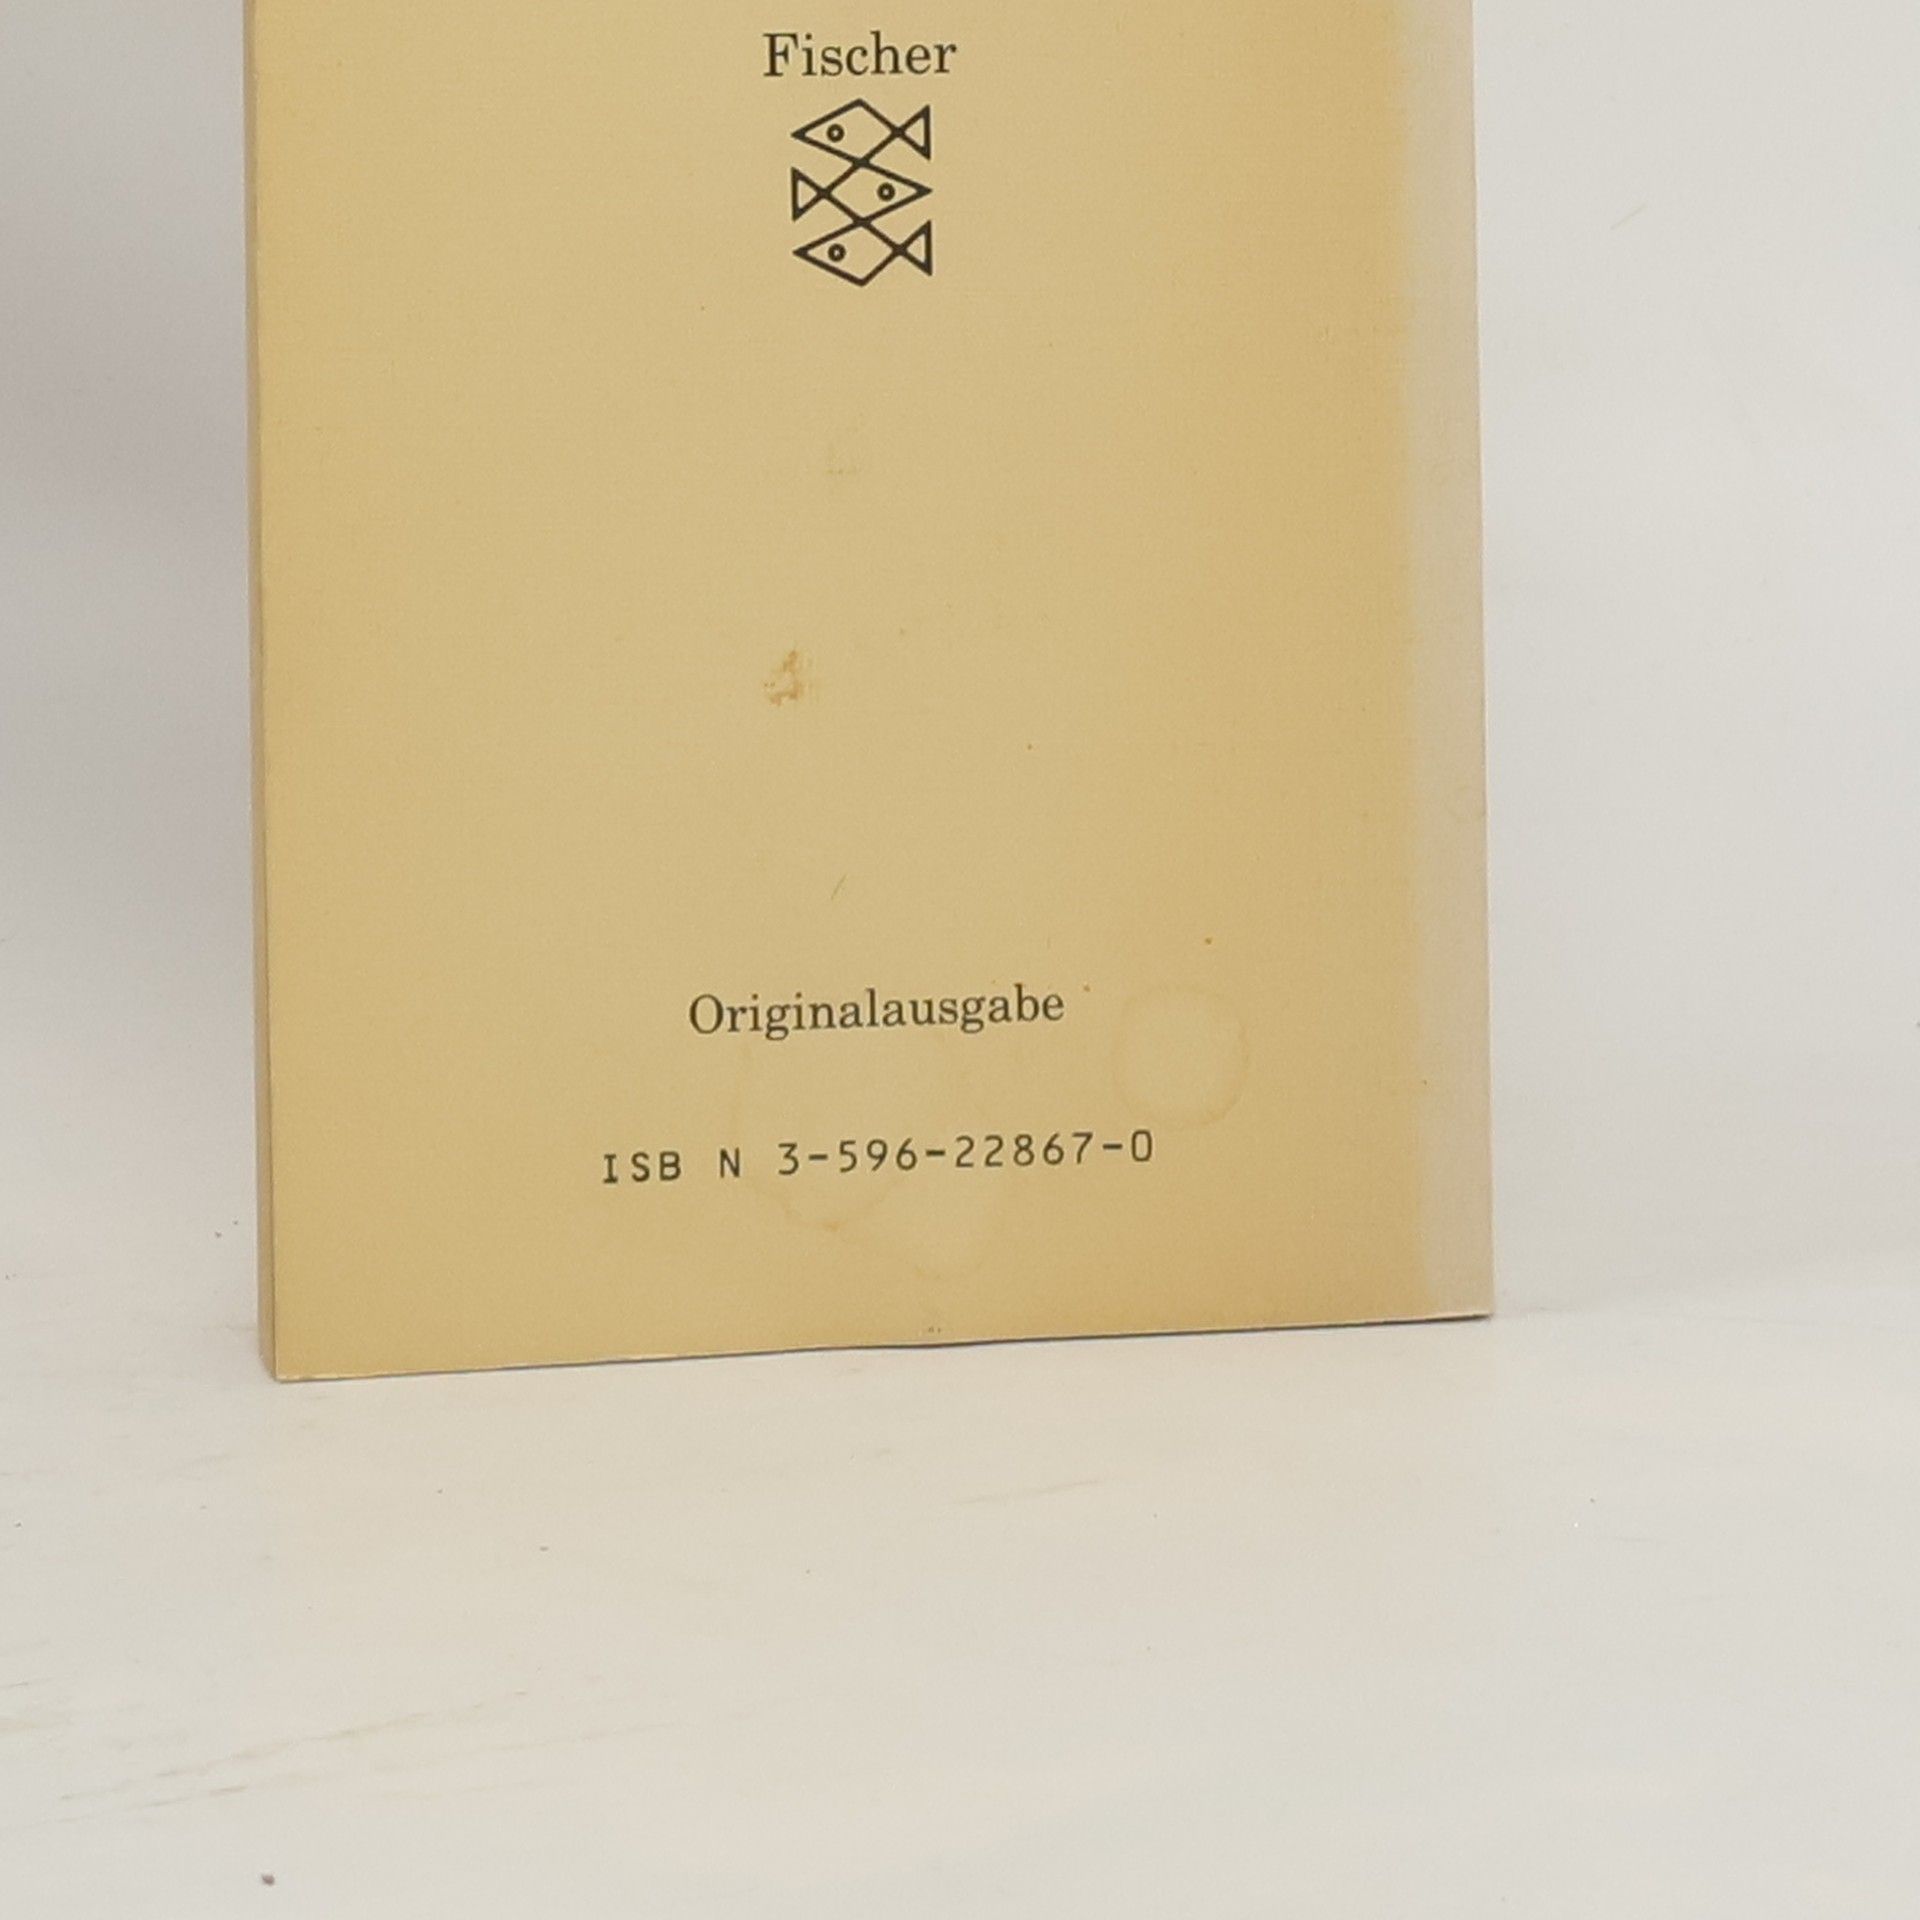 Fischer
Originalausgabe
ISB N 3-596-22867-0